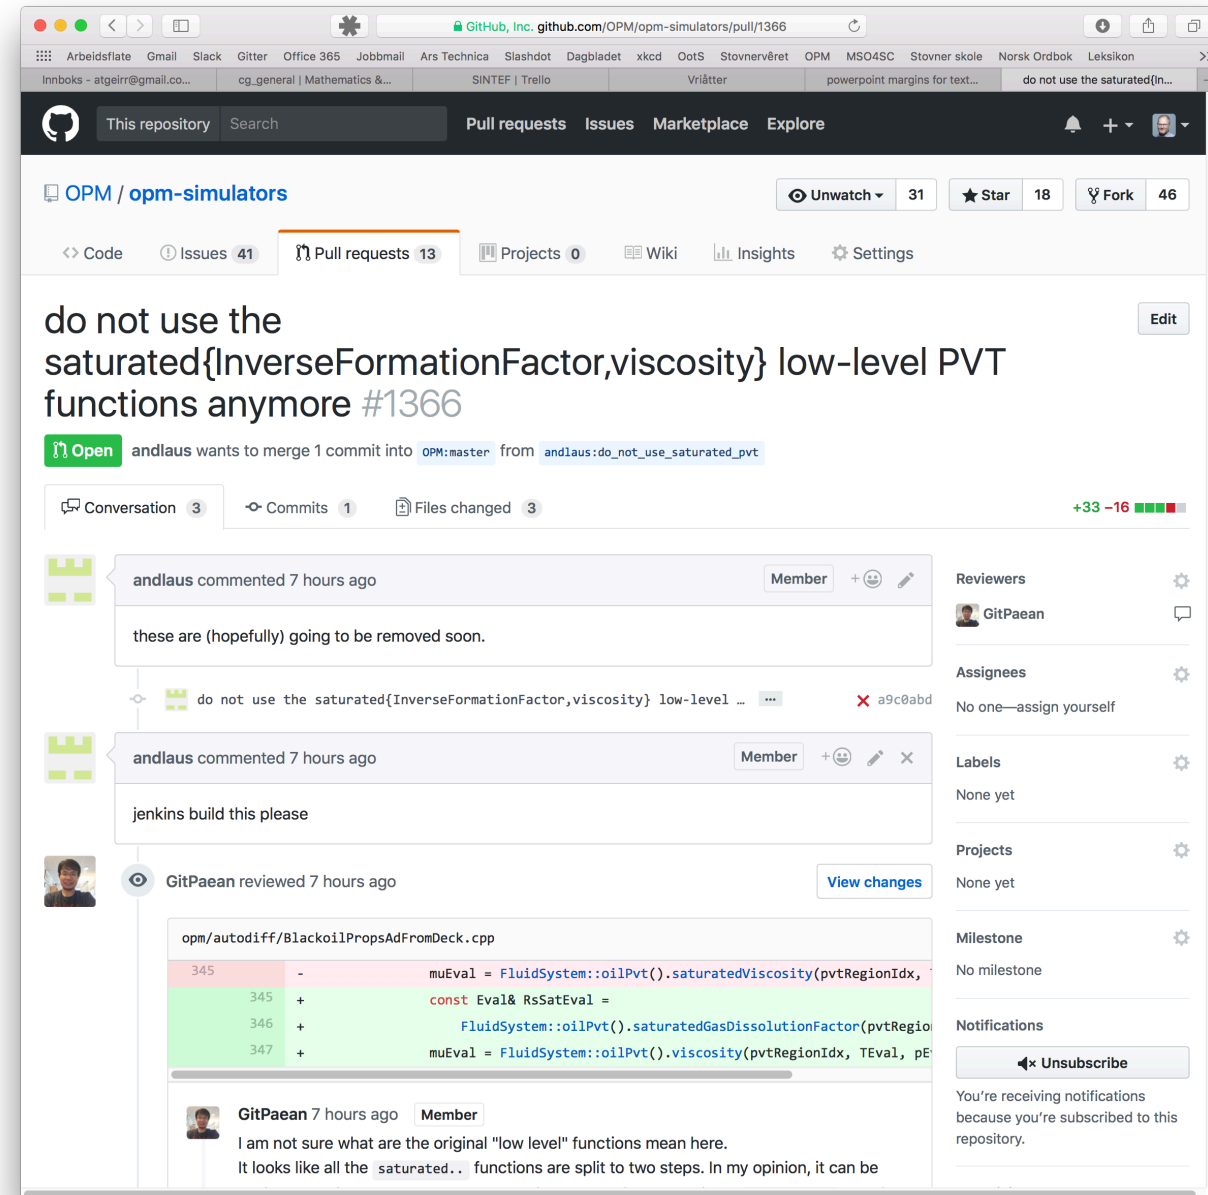 GitHub, Inc. github.com/OPM/opm-simulators/pull/1366
Arbeidsflate Gmail Slack Gitter Office 365 Jobbmail Ars Technica Slashdot Dagbladet xkcd OotS Stovnervêret OPM MSO4SC Stovner skole Norsk Ordbok Leksikon
Innboks - atgeirr@gmail.co... cg_general | Mathematics &... SINTEF | Trello Vriåtter powerpoint margins for text... do not use the saturated{In...
This repository Search Pull requests Issues Marketplace Explore
OPM / opm-simulators Unwatch 31 Star 18 Fork 46
Code Issues 41 Pull requests 13 Projects 0 Wiki Insights Settings
do not use the
Edit
saturated{InverseFormationFactor,viscosity} low-level PVT
functions anymore #1366
Open andlaus wants to merge 1 commit into OPM:master from andlaus:do_not_use_saturated_pvt
Conversation 3 Commits 1 Files changed 3 +33 −16
andlaus commented 7 hours ago Member
these are (hopefully) going to be removed soon.
do not use the saturated{InverseFormationFactor,viscosity} low-level … ... a9c0abd
andlaus commented 7 hours ago Member
jenkins build this please
GitPaean reviewed 7 hours ago View changes
opm/autodiff/BlackoilPropsAdFromDeck.cpp
345 - muEval = FluidSystem::oilPvt().saturatedViscosity(pvtRegionIdx,
345 + const Eval& RsSatEval =
346 + FluidSystem::oilPvt().saturatedGasDissolutionFactor(pvtRegio
347 + muEval = FluidSystem::oilPvt().viscosity(pvtRegionIdx, TEval, pE
GitPaean 7 hours ago Member
I am not sure what are the original "low level" functions mean here.
It looks like all the saturated.. functions are split to two steps. In my opinion, it can be
Reviewers
GitPaean
Assignees
No one—assign yourself
Labels
None yet
Projects
None yet
Milestone
No milestone
Notifications
Unsubscribe
You're receiving notifications
because you're subscribed to this
repository.